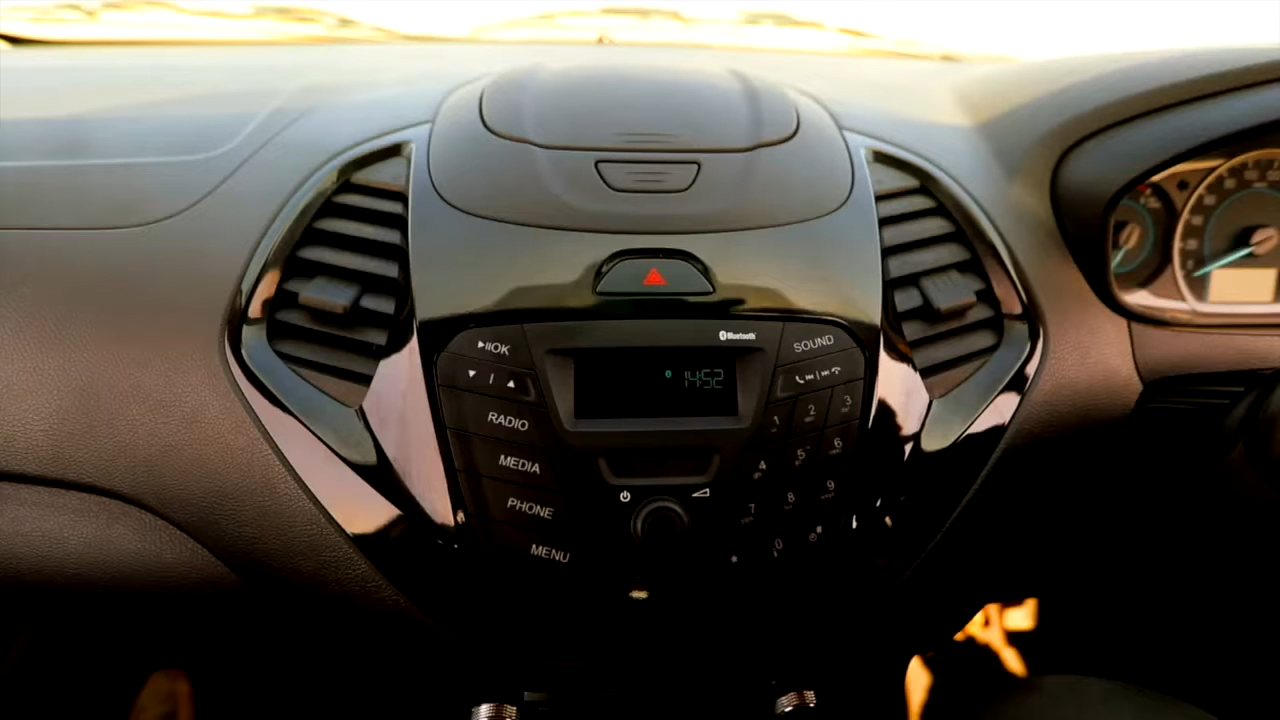 Bluetooth
OK
SOUND
14:52
RADIO
1 2 3
MEDIA
4 5 6
PHONE
7 8 9
MENU
* 0